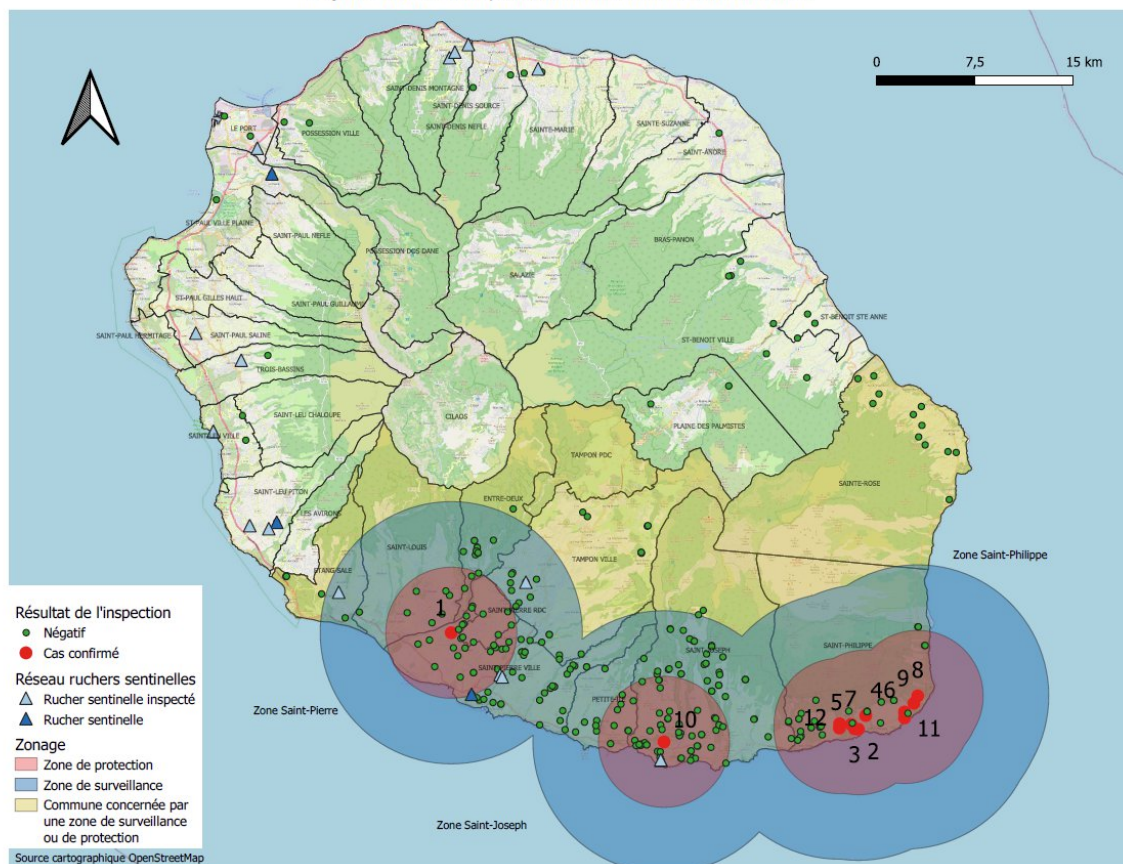 0 7,5 15 km
SAINT-DENIS MONTAGNE
SAINT-DENIS SOURCE
SAINT-DENIS NEFLE
SAINTE-MARIE
SAINTE-SUZANNE
SAINT-ANDRE
LE PORT
POSSESSION VILLE
ST-PAUL VILLE PLAINE
SAINT-PAUL NEFLE
POSSESSION DOS DANE
BRAS-PANON
SALAZIE
ST-PAUL GILLES HAUT
SAINT-PAUL GUILLAUME
SAINT-PAUL HERMITAGE
SAINT-PAUL SALINE
ST-BENOIT STE ANNE
ST-BENOIT VILLE
TROIS-BASSINS
CILAOS
SAINT-LEU CHALOUPE
PLAINE DES PALMISTES
TAMPON PDC
SAINTE-ROSE
SAINT-LEU PITON
LES AVIRONS
ENTRE-DEUX
SAINT-LOUIS
TAMPON VILLE
Zone Saint-Philippe
ETANG-SALE
1
SAINT-PIERRE RDC
SAINT-JOSEPH
SAINT-PHILIPPE
SAINT-PIERRE VILLE
9 8
57
46
Zone Saint-Pierre
10
12
11
3
2
Zone Saint-Joseph
Résultat de l'inspection
Négatif
Cas confirmé
Réseau ruchers sentinelles
Rucher sentinelle inspecté
Rucher sentinelle
Zonage
Zone de protection
Zone de surveillance
Commune concernée par
une zone de surveillance
ou de protection
Source cartographique OpenStreetMap